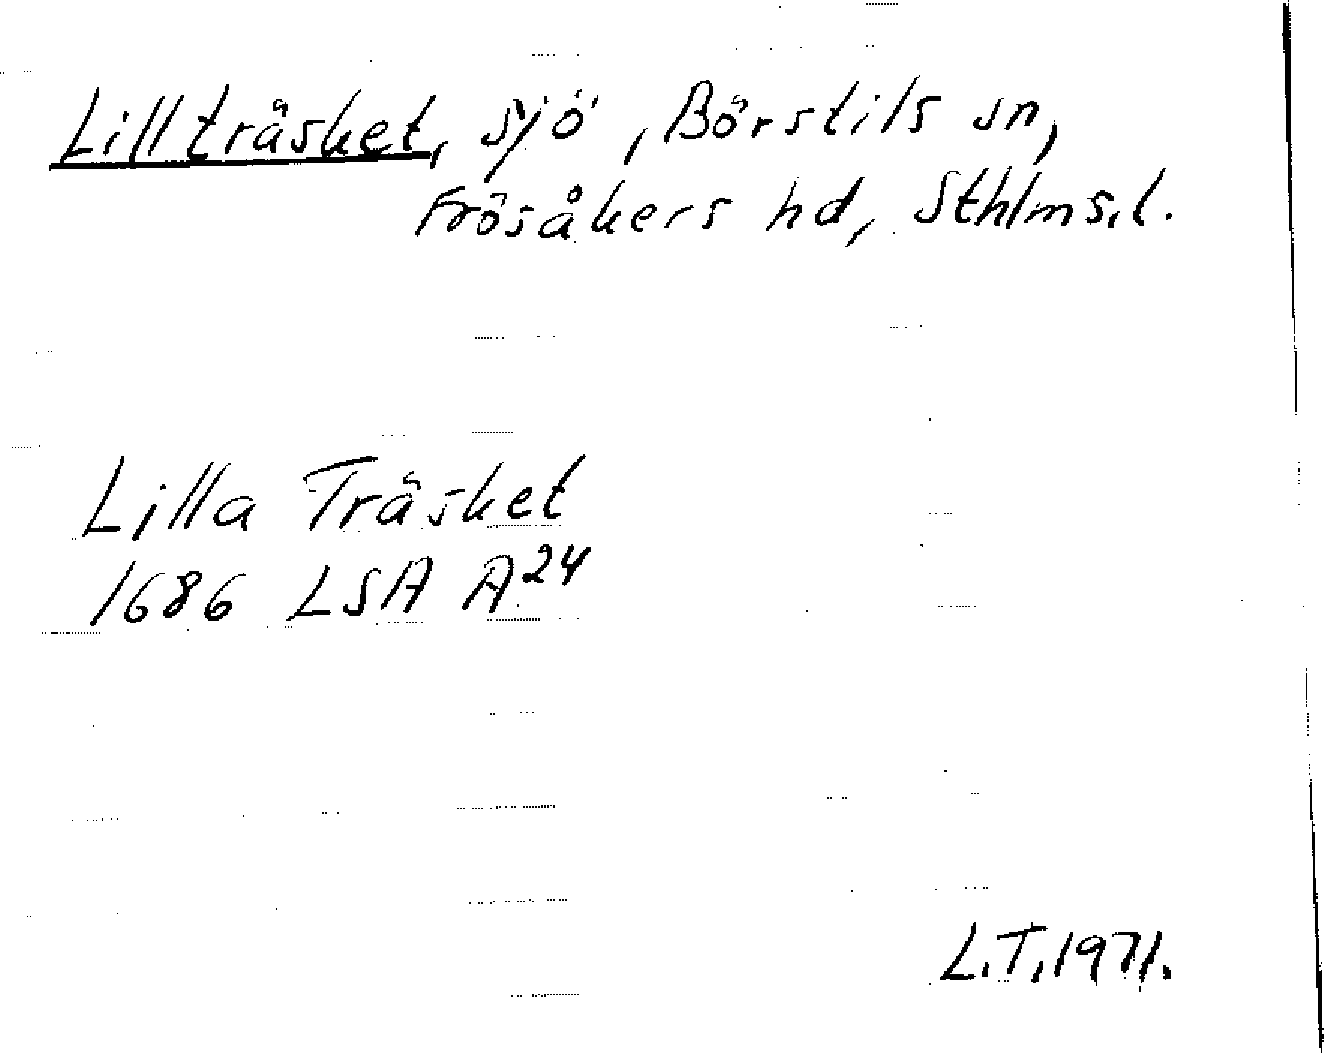 Lillträsket, sjö, Börstils sn,
Frösåkers hd, Sthlms.l.
Lilla Träsket
1686 LSA A24
L.T.1971.